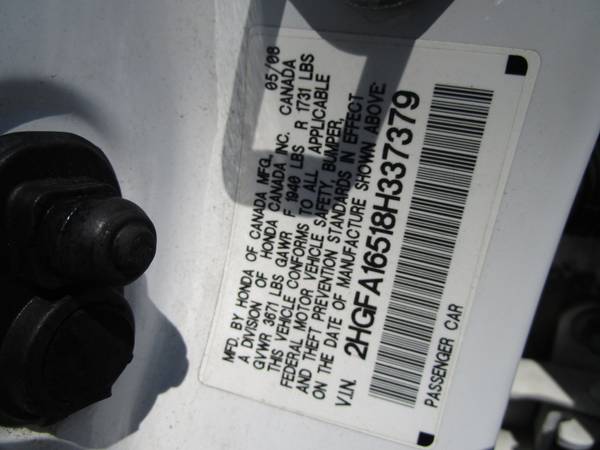 MFD. BY HONDA OF CANADA MFG.
A DIVISION OF HONDA CANADA INC. CANADA 05/08
GVWR 3671 LBS GAWR F 1940 LBS R 1731 LBS
THIS VEHICLE CONFORMS TO ALL APPLICABLE
FEDERAL MOTOR VEHICLE SAFETY, BUMPER,
AND THEFT PREVENTION STANDARDS IN EFFECT
ON THE DATE OF MANUFACTURE SHOWN ABOVE.
V.I.N. 2HGFA16518H337379
PASSENGER CAR